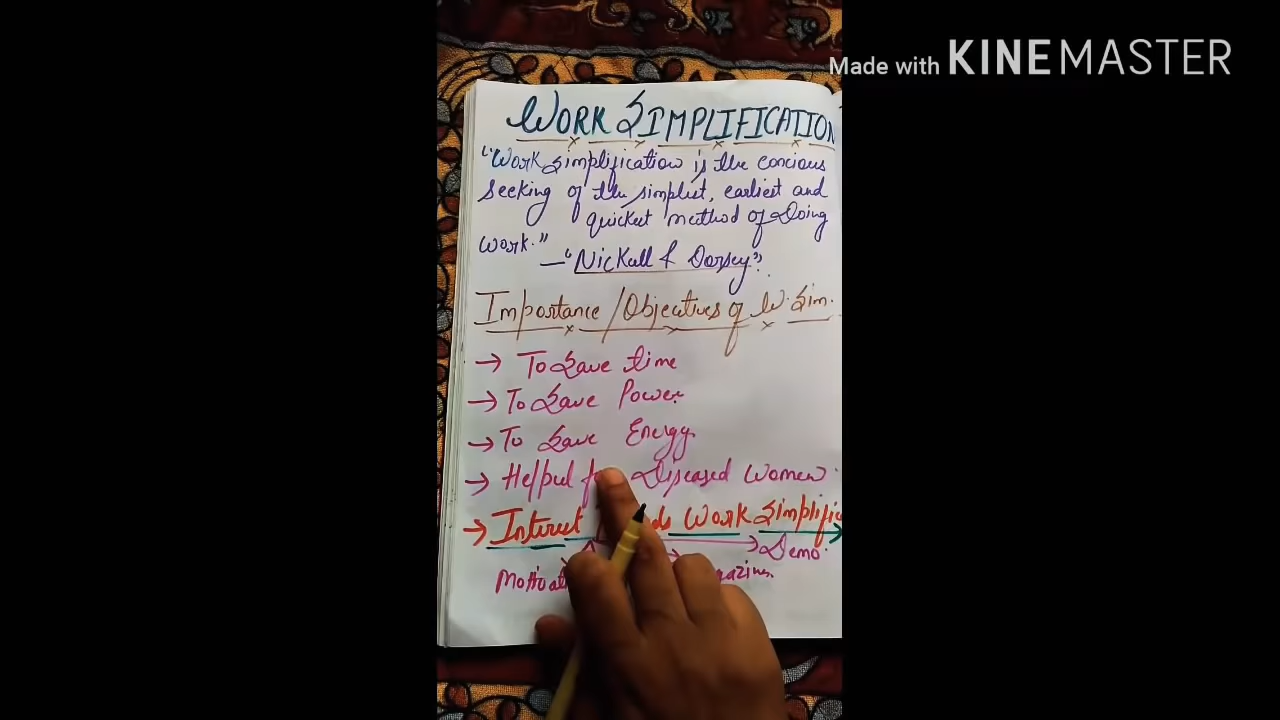 Made with KINEMASTER
WORK SIMPLIFICATION
"Work simplification is the concious
seeking of the simplest, earliest and
quickest method of Doing
work."
—"Nickall & Dorsey".
Importance/Objectives of W. Sim.
→ To Save time
→ To Save Power
→ To Save Energy
→ Helpful Diseased Women
→ Interest Work
Demo